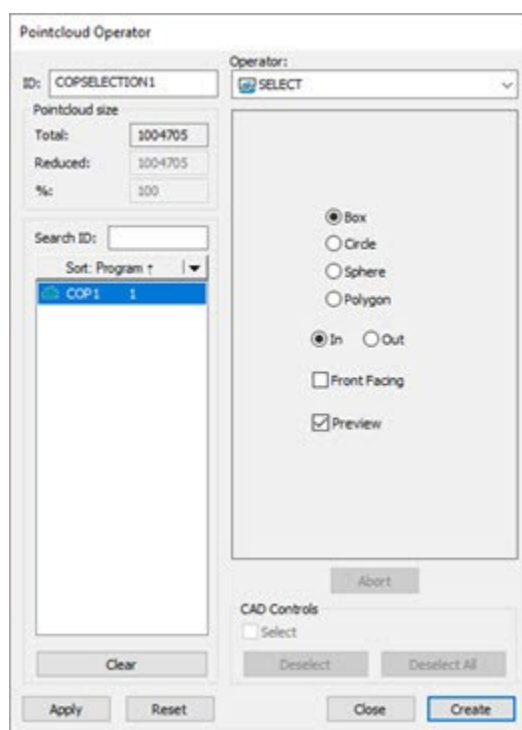 Pointcloud Operator
ID: COPSELECTION1
Operator:
SELECT
Pointcloud size
Total: 1004705
Reduced: 1004705
%: 100
Search ID:
Sort: Program ↑
COP1 1
Clear
Box
Circle
Sphere
Polygon
In Out
Front Facing
Preview
Abort
CAD Controls
Select
Deselect Deselect All
Apply Reset Close Create